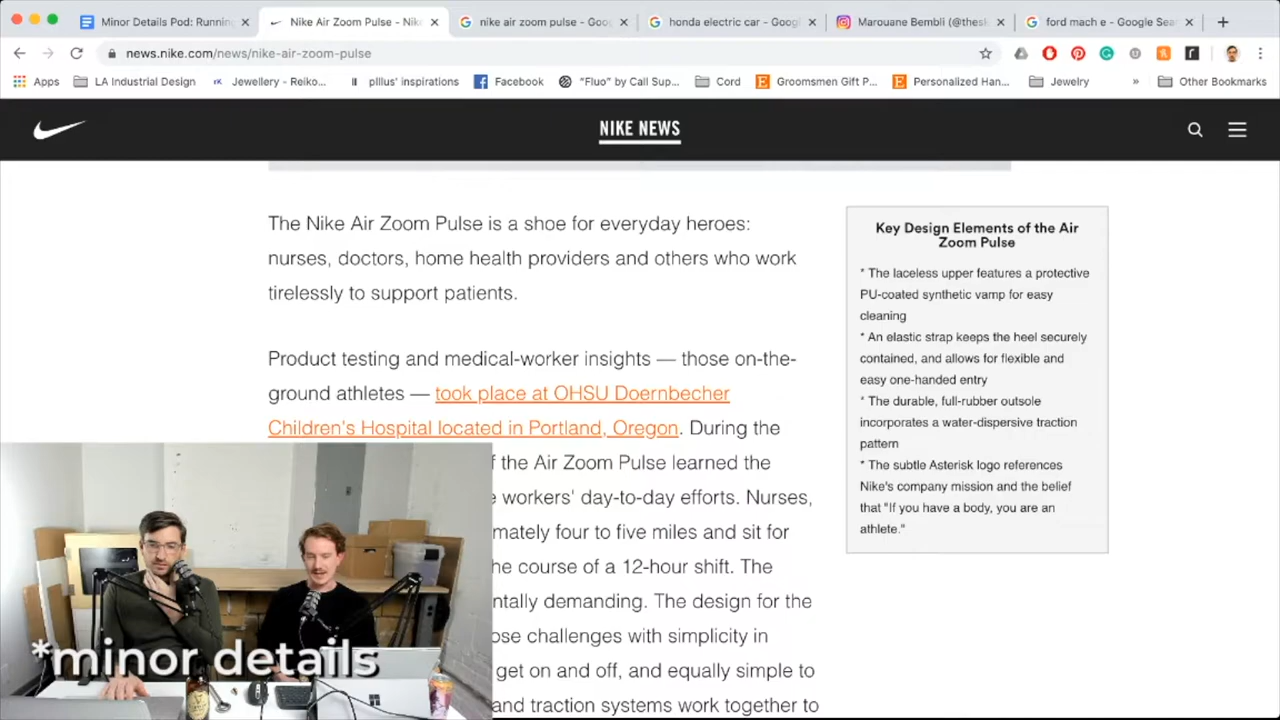 Minor Details Pod: Running
Nike Air Zoom Pulse - Nik
nike air zoom pulse - Goo
honda electric car - Googl
Marouane Bembli (@thesk
ford mach e - Google Sea
news.nike.com/news/nike-air-zoom-pulse
Apps
LA Industrial Design
Jewellery - Reiko...
plllus' inspirations
Facebook
"Fluo" by Call Sup...
Cord
Groomsmen Gift P...
Personalized Han...
Jewelry
»
Other Bookmarks
NIKE NEWS
The Nike Air Zoom Pulse is a shoe for everyday heroes:
nurses, doctors, home health providers and others who work
tirelessly to support patients.
Product testing and medical-worker insights — those on-the-
ground athletes — took place at OHSU Doernbecher
Children's Hospital located in Portland, Oregon. During the
f the Air Zoom Pulse learned the
e workers' day-to-day efforts. Nurses,
mately four to five miles and sit for
he course of a 12-hour shift. The
ntally demanding. The design for the
ose challenges with simplicity in
get on and off, and equally simple to
and traction systems work together to
Key Design Elements of the Air
Zoom Pulse
* The laceless upper features a protective
PU-coated synthetic vamp for easy
cleaning
* An elastic strap keeps the heel securely
contained, and allows for flexible and
easy one-handed entry
* The durable, full-rubber outsole
incorporates a water-dispersive traction
pattern
* The subtle Asterisk logo references
Nike's company mission and the belief
that "If you have a body, you are an
athlete."
*minor details